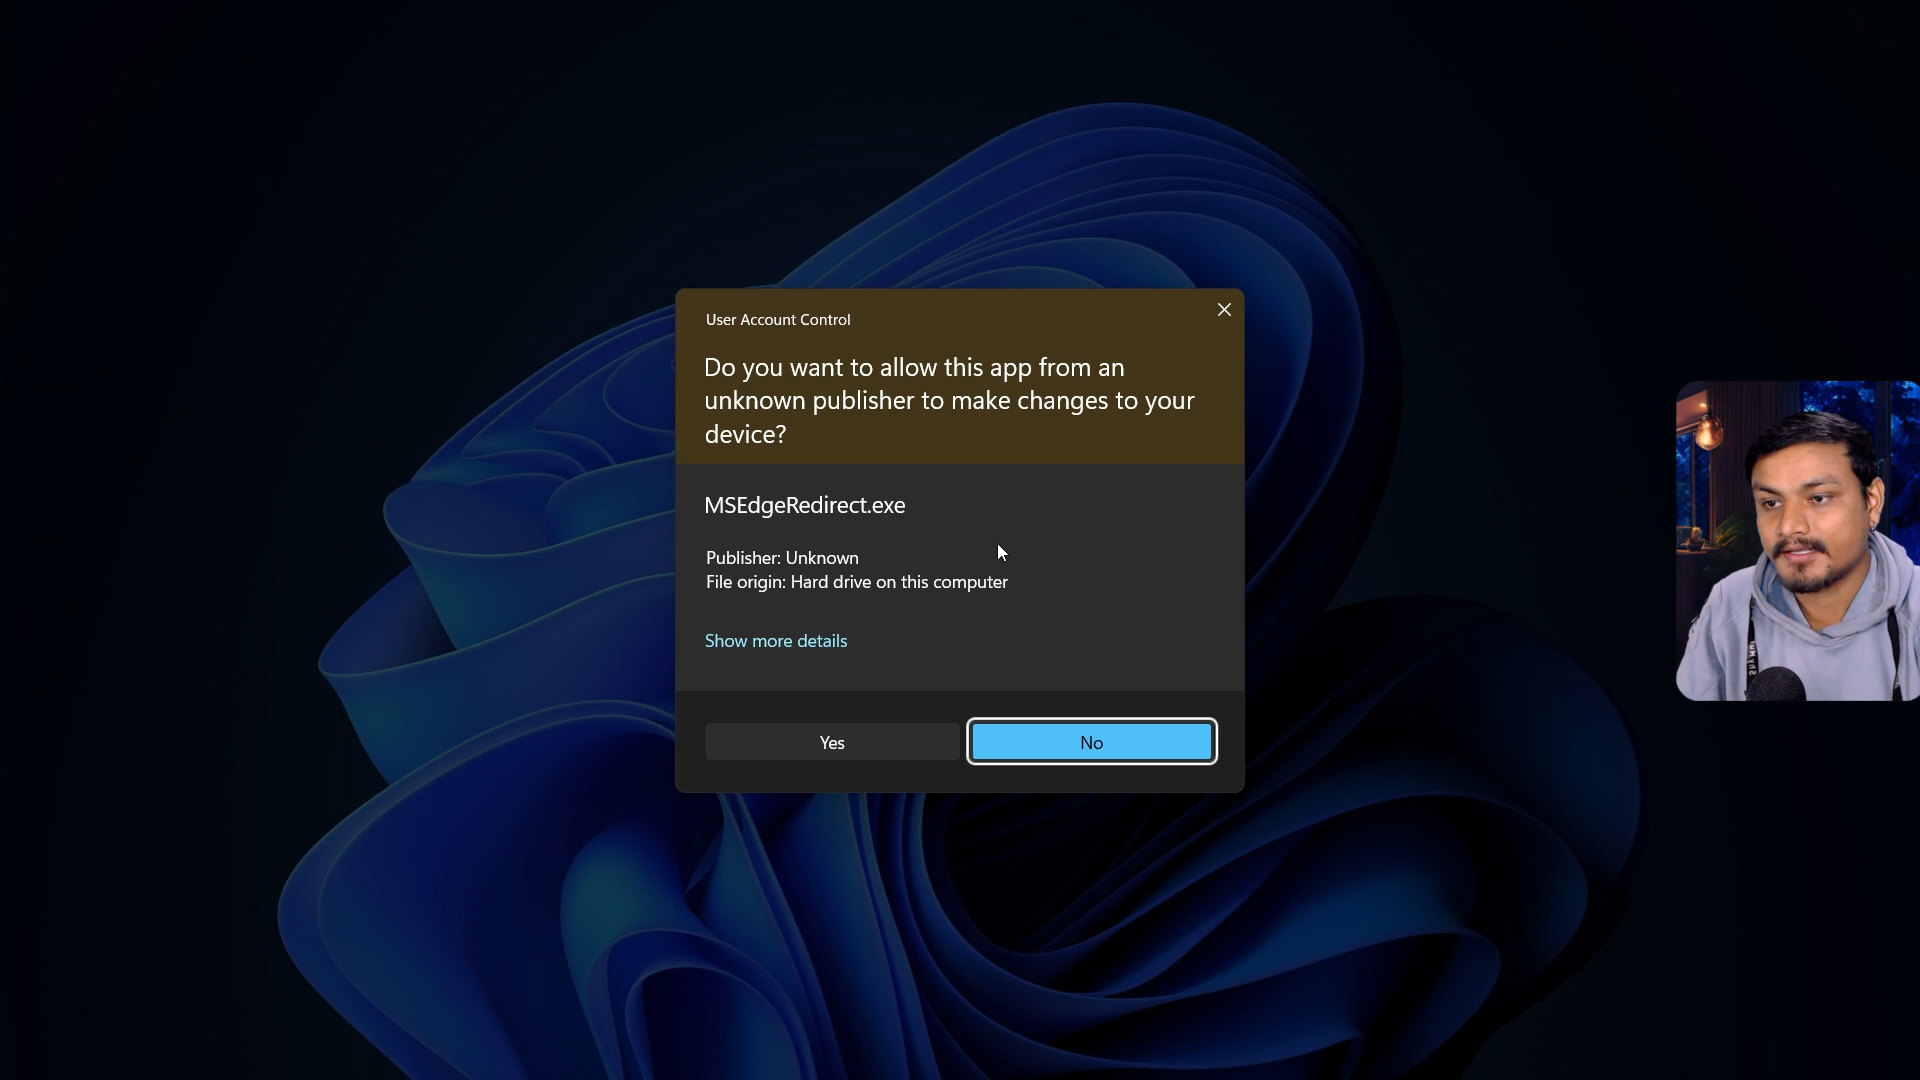 User Account Control
Do you want to allow this app from an
unknown publisher to make changes to your
device?
MSEdgeRedirect.exe
Publisher: Unknown
File origin: Hard drive on this computer
Show more details
Yes
No